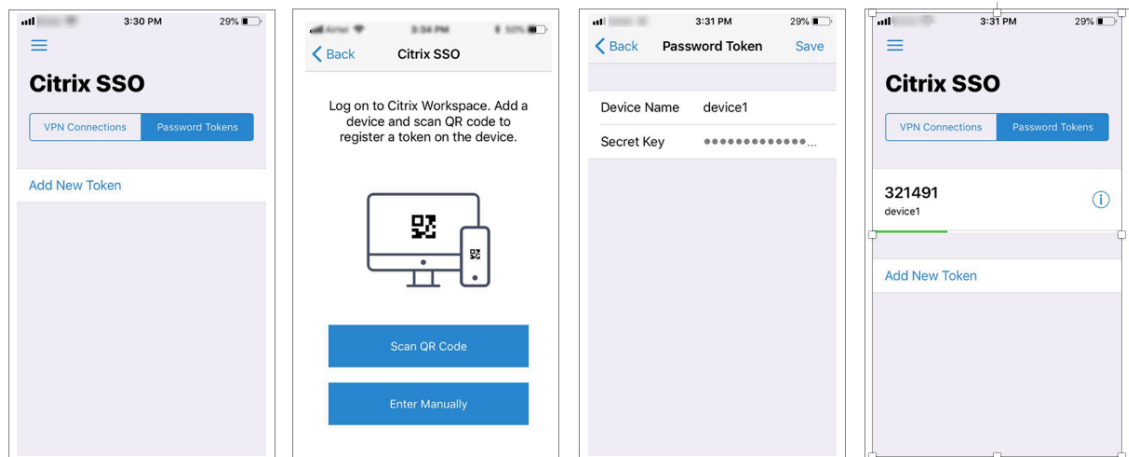 3:30 PM
29%
Citrix SSO
VPN Connections
Password Tokens
Add New Token
3:34 PM
50%
Back
Citrix SSO
Log on to Citrix Workspace. Add a
device and scan QR code to
register a token on the device.
Scan QR Code
Enter Manually
3:31 PM
29%
Back
Password Token
Save
Device Name
device1
Secret Key
●●●●●●●●●●●●●●...
3:31 PM
29%
Citrix SSO
VPN Connections
Password Tokens
321491
device1
Add New Token